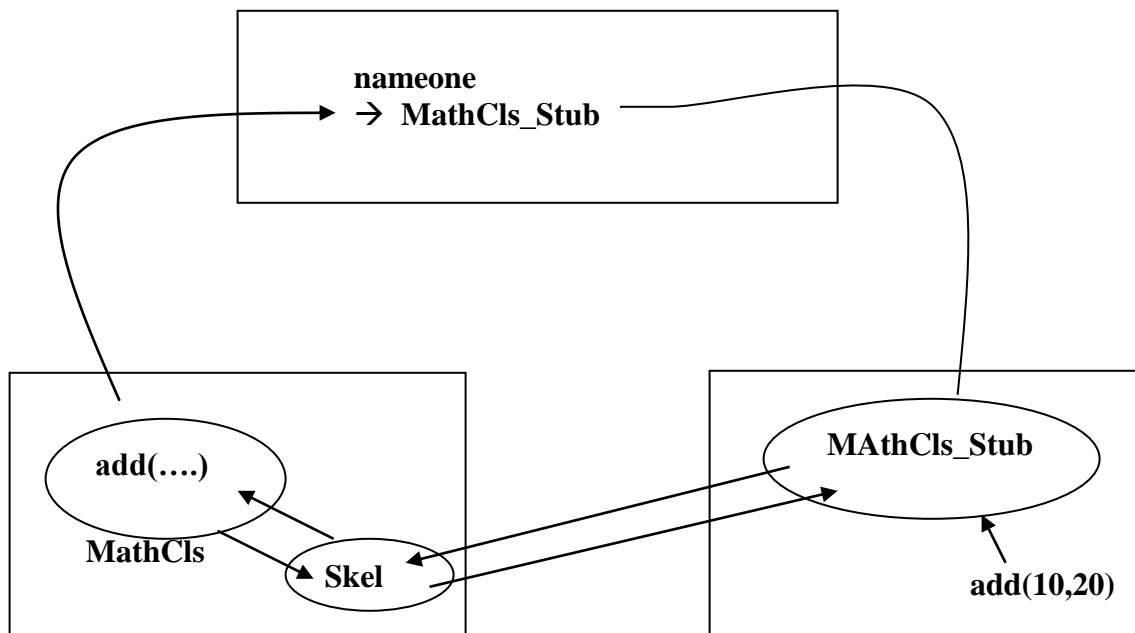 nameone
→ MathCls_Stub
add(….)
MathCls
Skel
MAthCls_Stub
add(10,20)